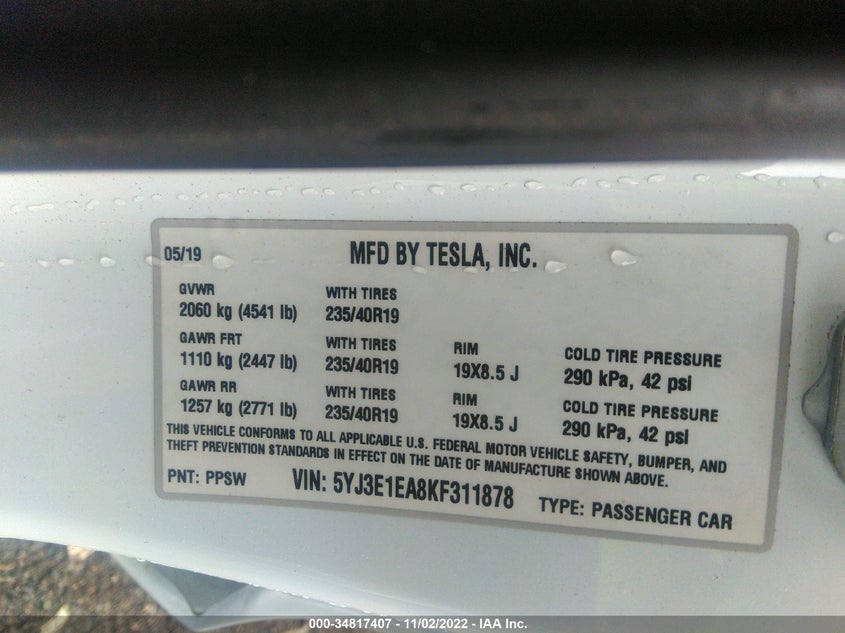 05/19 MFD BY TESLA, INC.
GVWR WITH TIRES
2060 kg (4541 lb) 235/40R19
GAWR FRT WITH TIRES RIM COLD TIRE PRESSURE
1110 kg (2447 lb) 235/40R19 19X8.5 J 290 kPa, 42 psi
GAWR RR WITH TIRES RIM COLD TIRE PRESSURE
1257 kg (2771 lb) 235/40R19 19X8.5 J 290 kPa, 42 psi
THIS VEHICLE CONFORMS TO ALL APPLICABLE U.S. FEDERAL MOTOR VEHICLE SAFETY, BUMPER, AND
THEFT PREVENTION STANDARDS IN EFFECT ON THE DATE OF MANUFACTURE SHOWN ABOVE.
PNT: PPSW VIN: 5YJ3E1EA8KF311878 TYPE: PASSENGER CAR
000-34817407 - 11/02/2022 - IAA Inc.